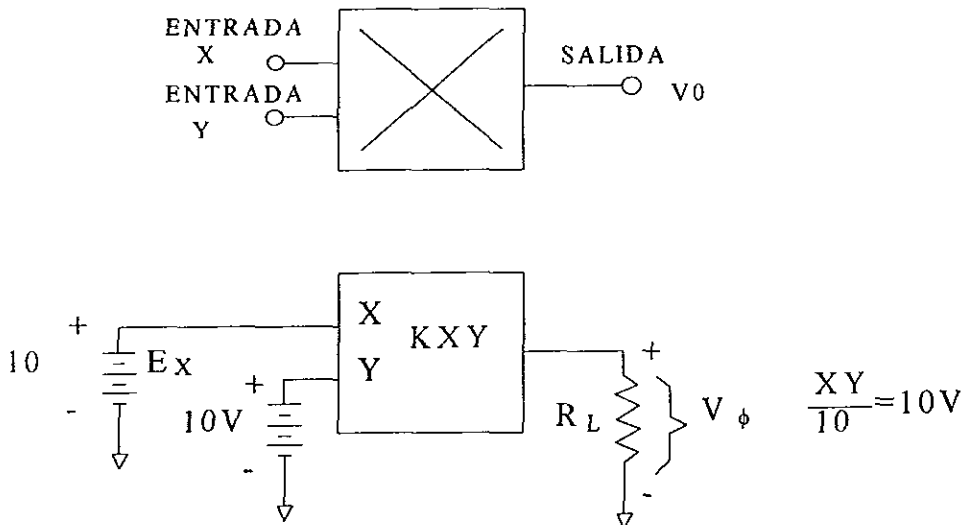 ENTRADA
X
ENTRADA
Y
SALIDA
V0
X
Y
KXY
+
10
-
EX
+
10V
-
RL
+
-
Vϕ
XY/10=10V